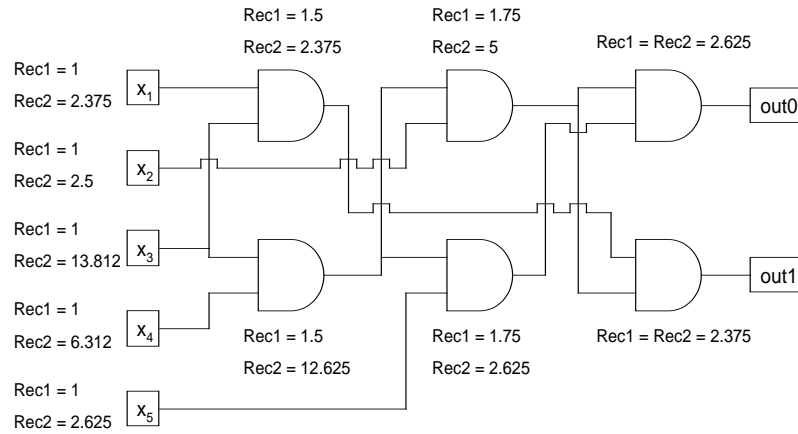 Rec1 = 1.5
Rec2 = 2.375
Rec1 = 1.75
Rec2 = 5
Rec1 = Rec2 = 2.625
Rec1 = 1
Rec2 = 2.375
x1
out0
Rec1 = 1
Rec2 = 2.5
x2
Rec1 = 1
Rec2 = 13.812
x3
out1
Rec1 = 1
Rec2 = 6.312
x4
Rec1 = 1.5
Rec2 = 12.625
Rec1 = 1.75
Rec2 = 2.625
Rec1 = Rec2 = 2.375
Rec1 = 1
Rec2 = 2.625
x5